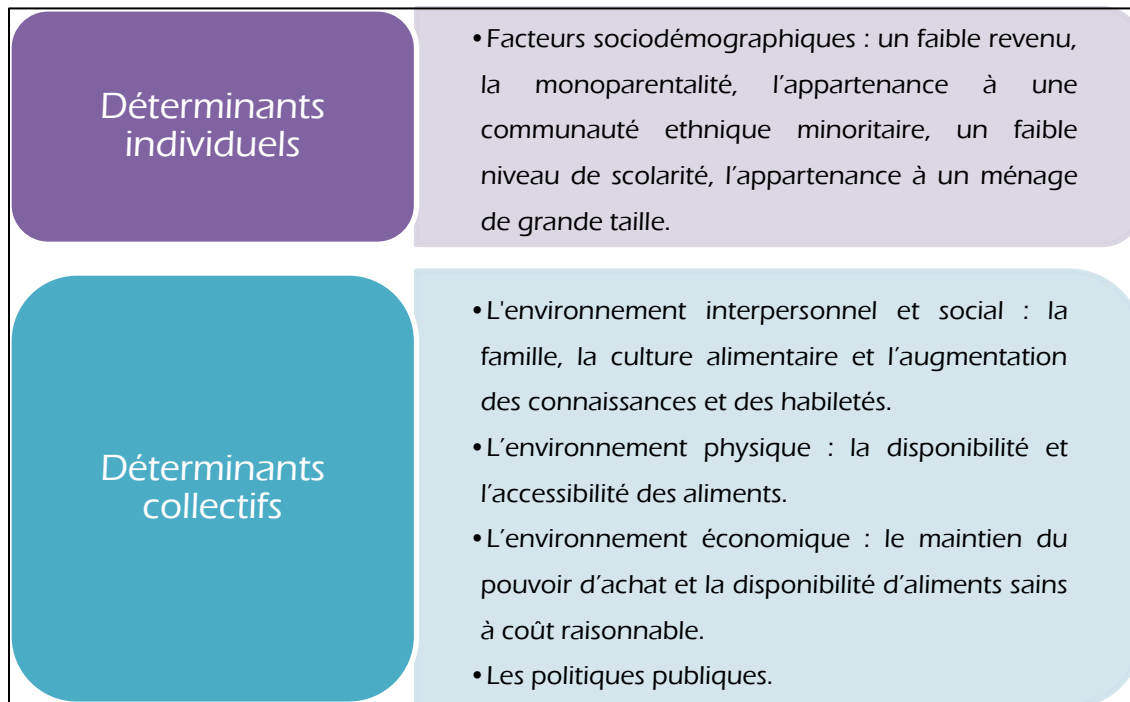 Déterminants
individuels
•Facteurs sociodémographiques : un faible revenu,
la monoparentalité, l’appartenance à une
communauté ethnique minoritaire, un faible
niveau de scolarité, l’appartenance à un ménage
de grande taille.
Déterminants
collectifs
•L'environnement interpersonnel et social : la
famille, la culture alimentaire et l’augmentation
des connaissances et des habiletés.
•L’environnement physique : la disponibilité et
l’accessibilité des aliments.
•L’environnement économique : le maintien du
pouvoir d’achat et la disponibilité d’aliments sains
à coût raisonnable.
•Les politiques publiques.